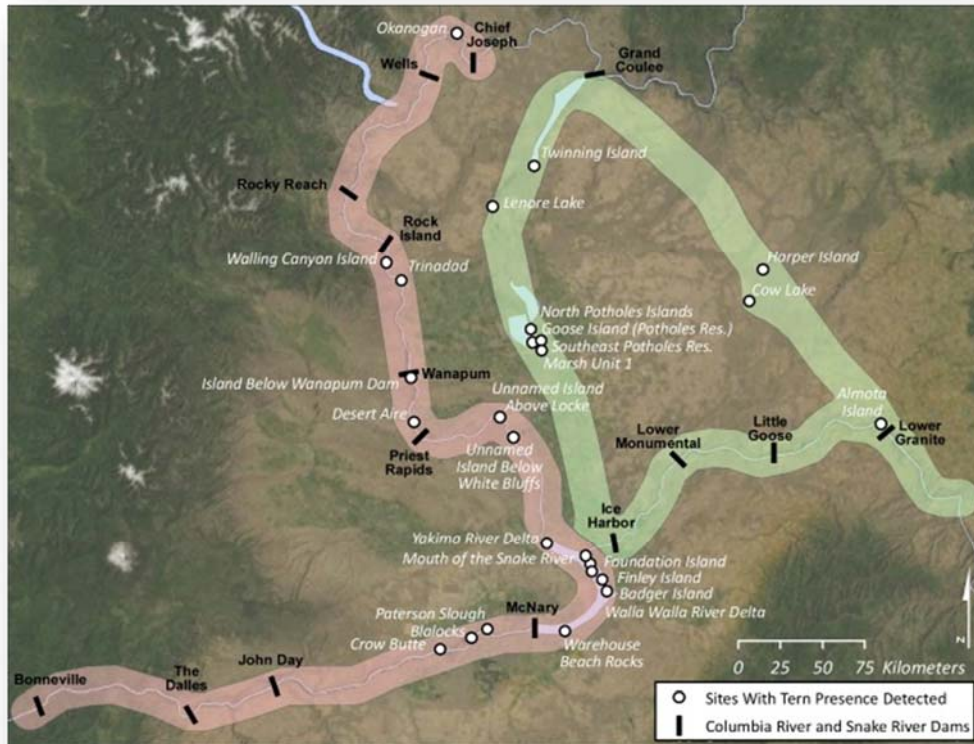 Okanogan
Chief
Joseph
Wells
Grand
Coulee
Twinning Island
Rocky Reach
Lenore Lake
Rock
Island
Walling Canyon Island
Trinadad
Harper Island
Cow Lake
North Potholes Islands
Goose Island (Potholes Res.)
Southeast Potholes Res.
Marsh Unit 1
Wanapum
Island Below Wanapum Dam
Unnamed Island
Above Locke
Desert Aire
Priest
Rapids
Unnamed
Island Below
White Bluffs
Almota
Island
Lower
Monumental
Little
Goose
Lower
Granite
Ice
Harbor
Yakima River Delta
Mouth of the Snake River
Foundation Island
Finley Island
Badger Island
Walla Walla River Delta
McNary
Paterson Slough
Blalocks
Crow Butte
Warehouse
Beach Rocks
John Day
The
Dalles
Bonneville
N
0 25 50 75 Kilometers
Sites With Tern Presence Detected
Columbia River and Snake River Dams